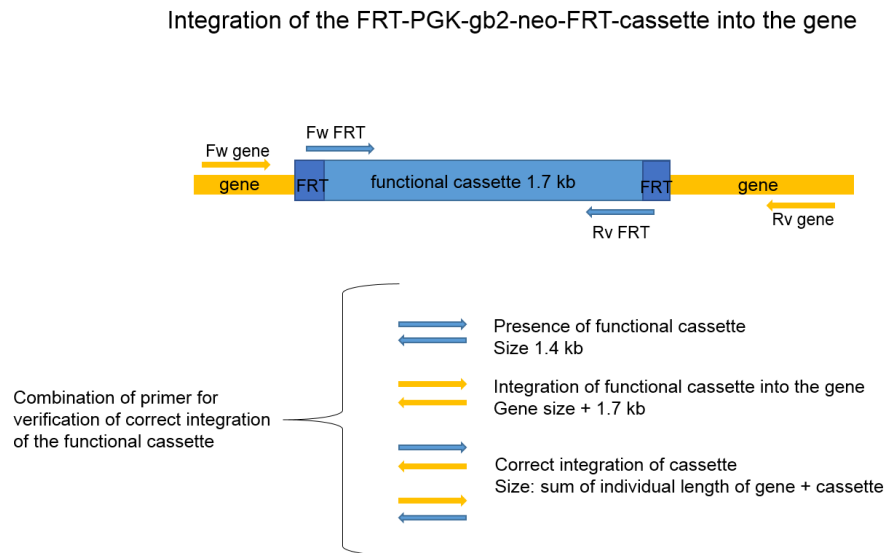 Integration of the FRT-PGK-gb2-neo-FRT-cassette into the gene
Fw FRT
Fw gene
gene
FRT
functional cassette 1.7 kb
FRT
gene
Rv FRT
Rv gene
Presence of functional cassette
Size 1.4 kb
Integration of functional cassette into the gene
Gene size + 1.7 kb
Combination of primer for
verification of correct integration
of the functional cassette
Correct integration of cassette
Size: sum of individual length of gene + cassette